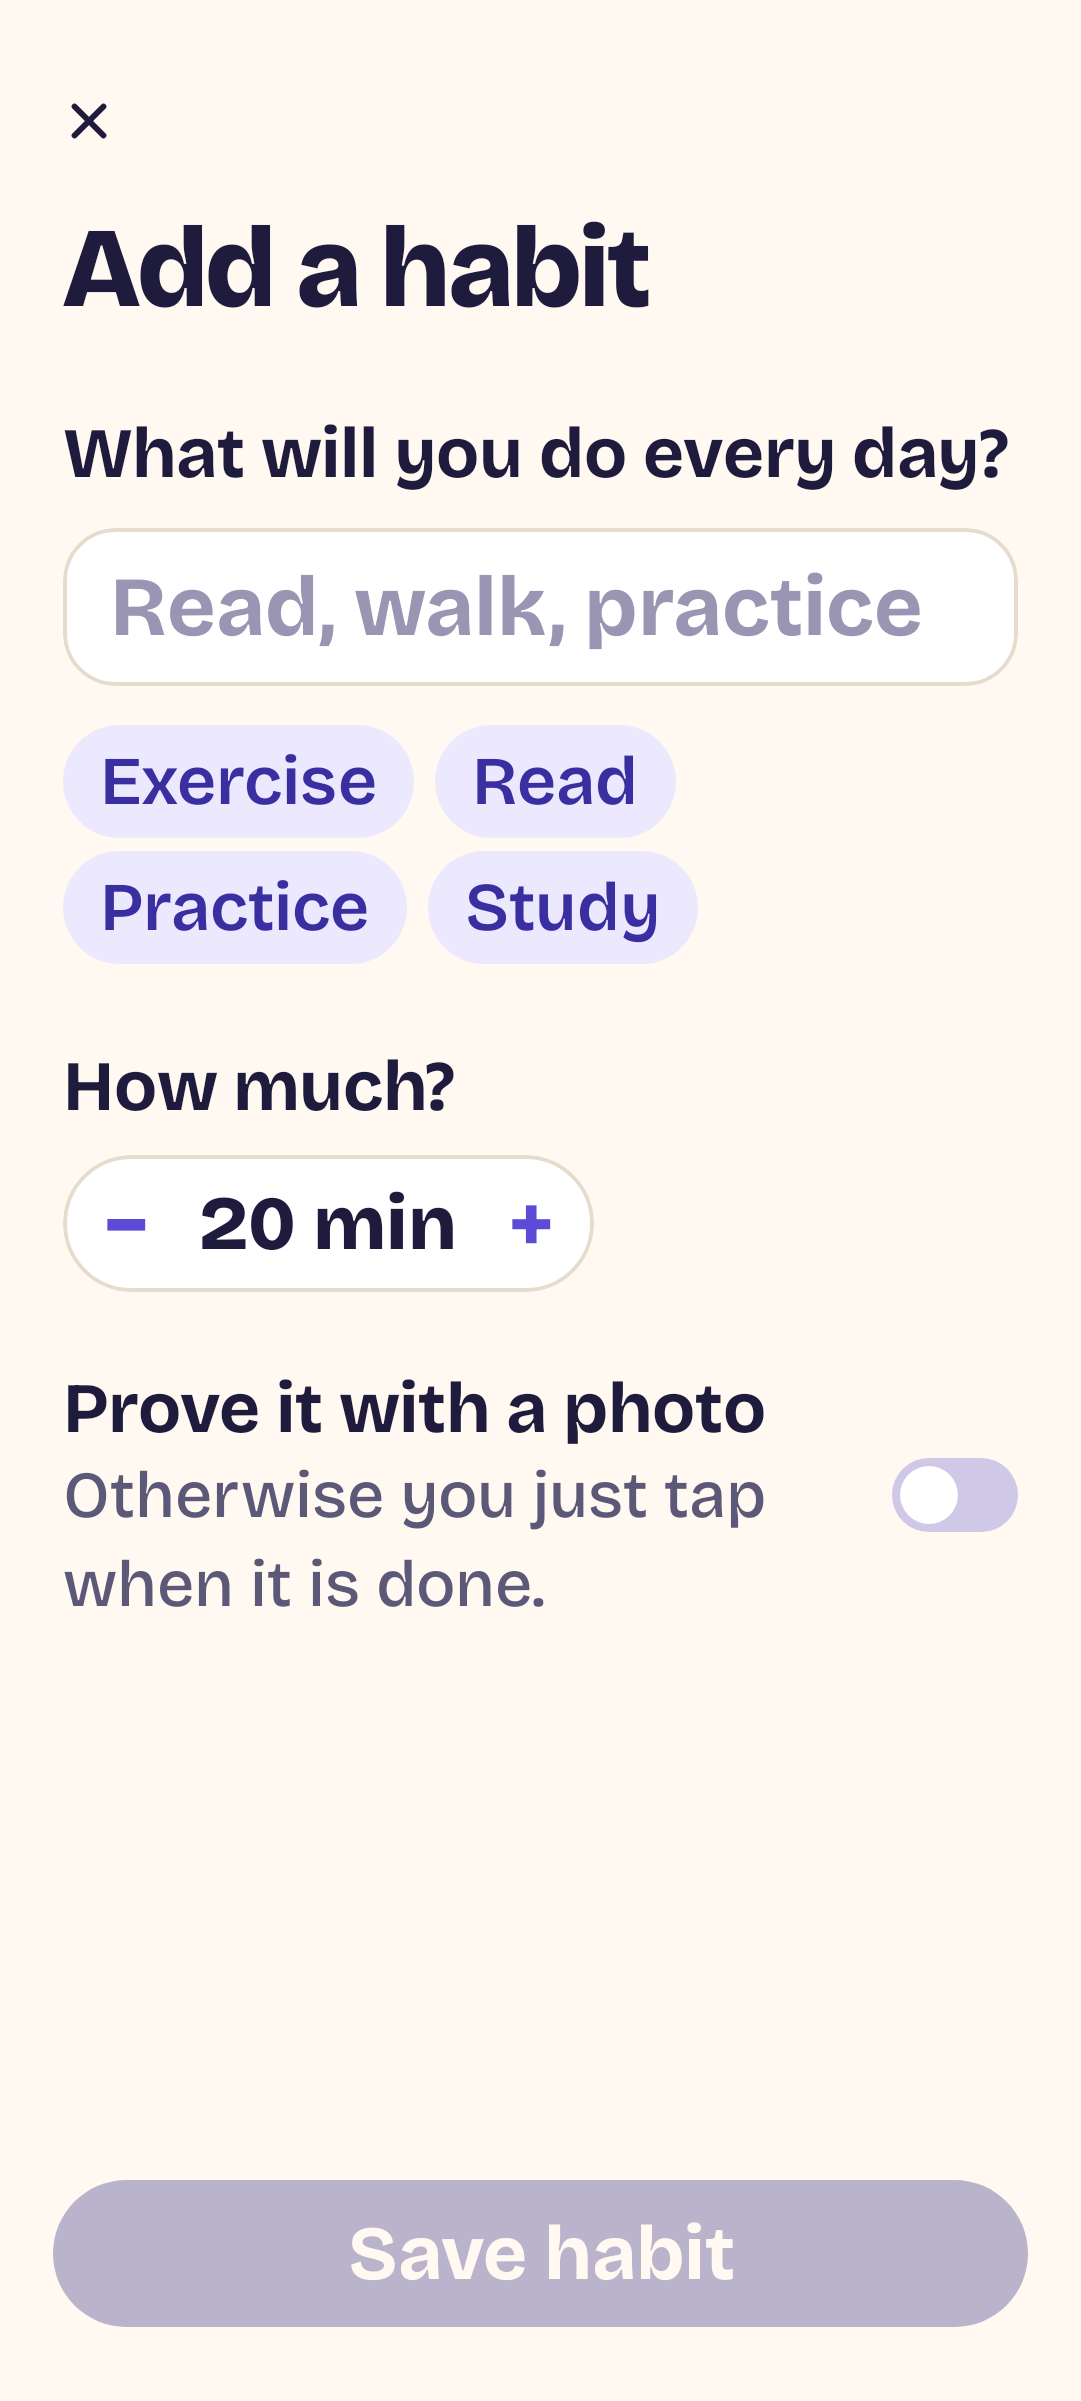 Add a habit
What will you do every day?
Read, walk, practice
Exercise Read
Practice Study
How much?
− 20 min +
Prove it with a photo
Otherwise you just tap
when it is done.
Save habit